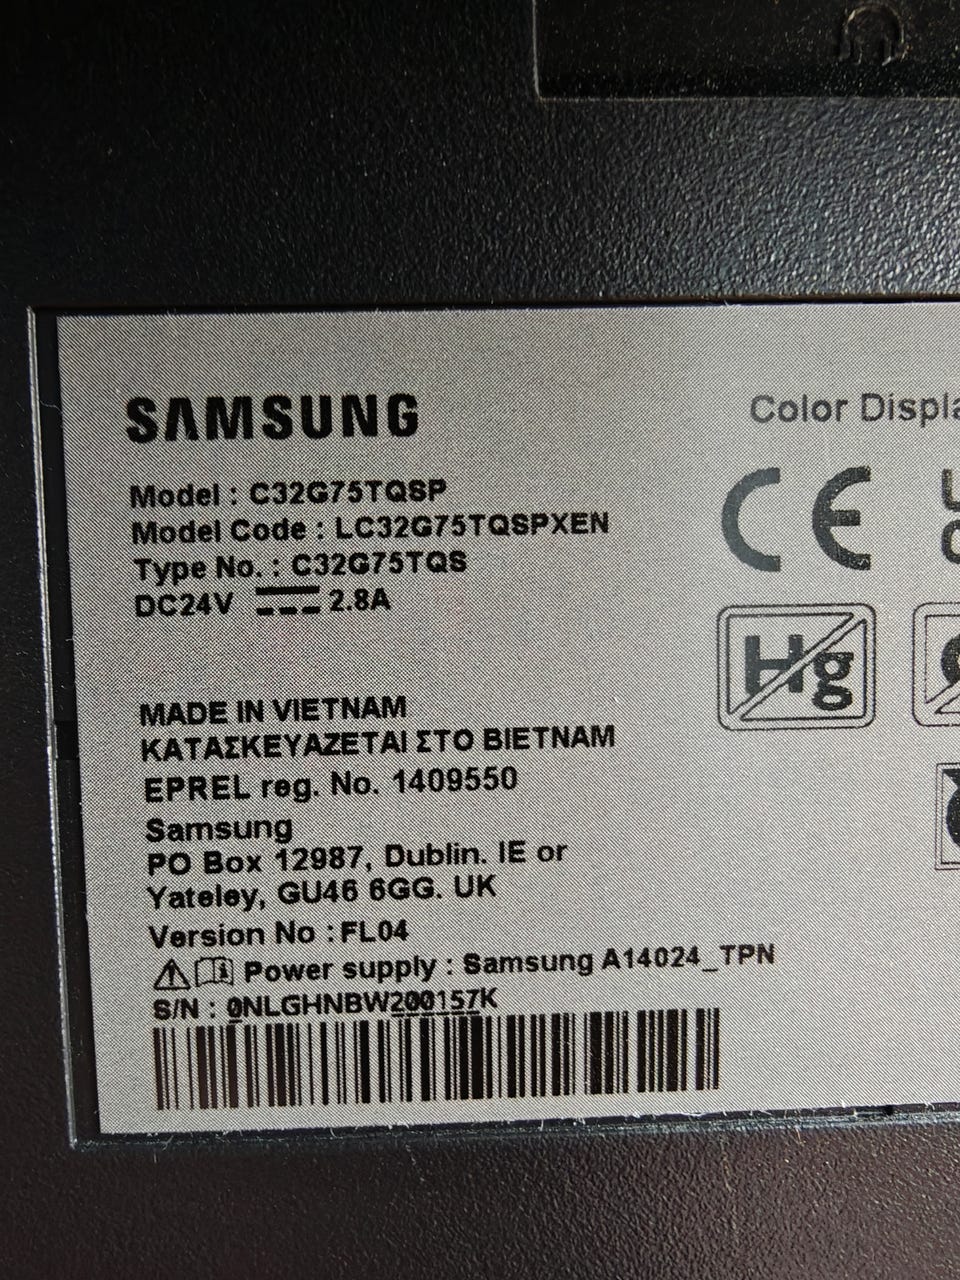 SAMSUNG
Color
Model : C32G75TQSP
Model Code : LC32G75TQSPXEN
Type No. : C32G75TQS
DC24V 2.8A
CE
Hg
MADE IN VIETNAM
ΚΑΤΑΣΚΕΥΑΖΕΤΑΙ ΣΤΟ ΒΙΕΤΝΑΜ
EPREL reg. No. 1409550
Samsung
PO Box 12987, Dublin. IE or
Yateley, GU46 6GG. UK
Version No : FL04
Power supply : Samsung A14024_TPN
S/N : 0NLGHNBW200157K